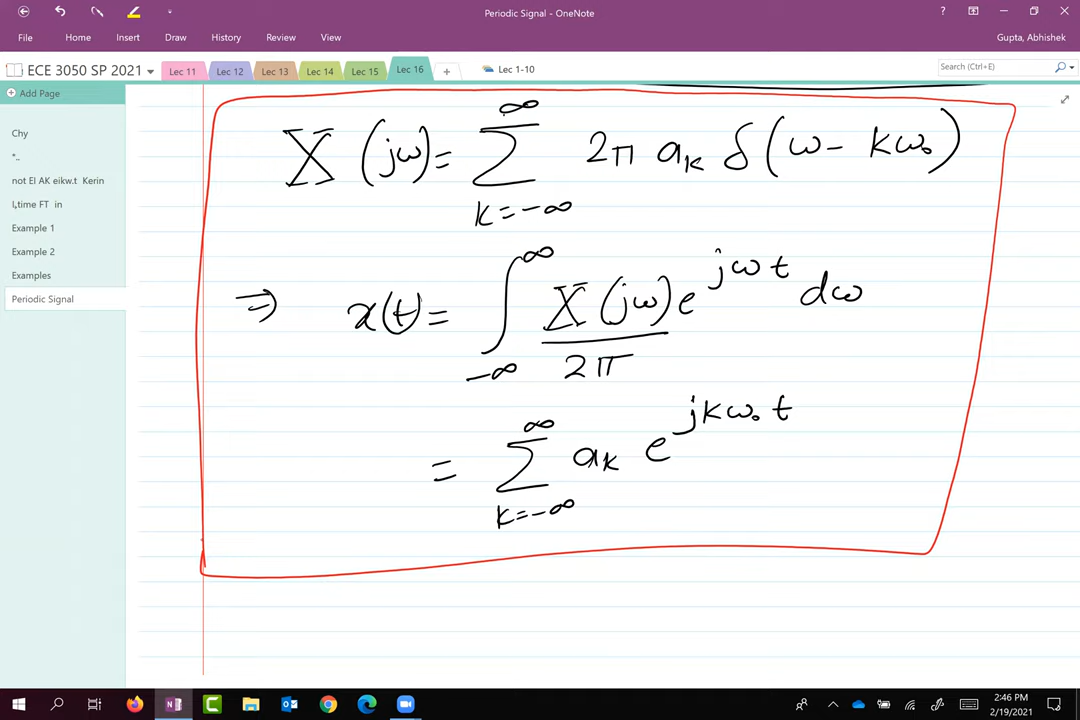 Periodic Signal - OneNote
?
Gupta, Abhishek
File Home Insert Draw History Review View
ECE 3050 SP 2021
Lec 11 Lec 12 Lec 13 Lec 14 Lec 15 Lec 16 + Lec 1-10
Search (Ctrl+E)
Add Page
Chy
"-.
not EI AK eikw.t Kerin
I,time FT in
Example 1
Example 2
Examples
Periodic Signal
X(jω) = ∑_{k=-∞}^{∞} 2π a_k δ(ω - kω₀)
⇒ x(t) = ∫_{-∞}^{∞} X(jω)/2π e^{jωt} dω
= ∑_{k=-∞}^{∞} a_k e^{jkω₀t}
2:46 PM
2/19/2021